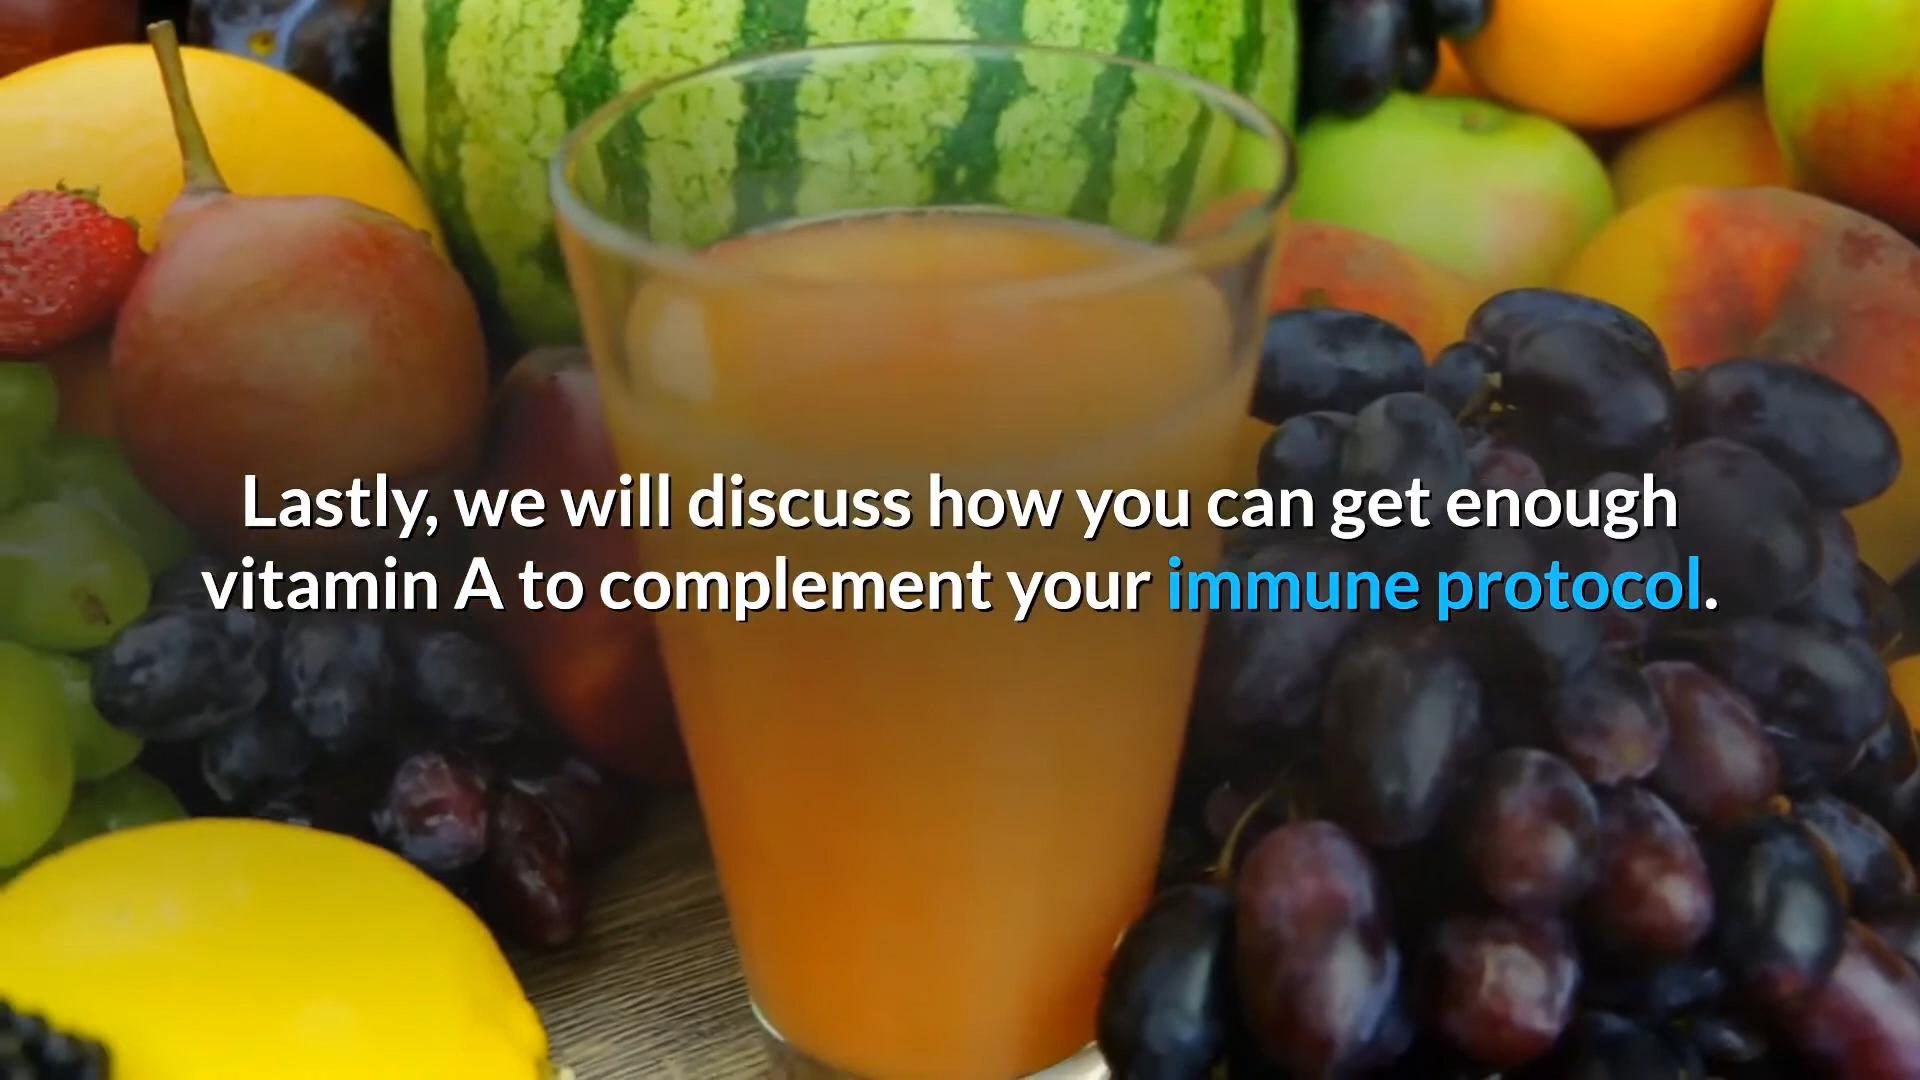 Lastly, we will discuss how you can get enough
vitamin A to complement your immune protocol.